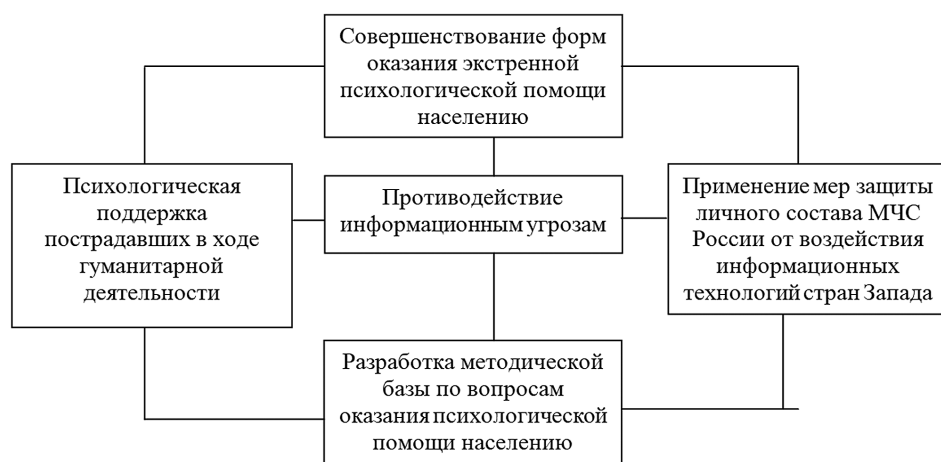 Совершенствование форм
оказания экстренной
психологической помощи
населению
Психологическая
поддержка
пострадавших в ходе
гуманитарной
деятельности
Противодействие
информационным угрозам
Применение мер защиты
личного состава МЧС
России от воздействия
информационных
технологий стран Запада
Разработка методической
базы по вопросам
оказания психологической
помощи населению